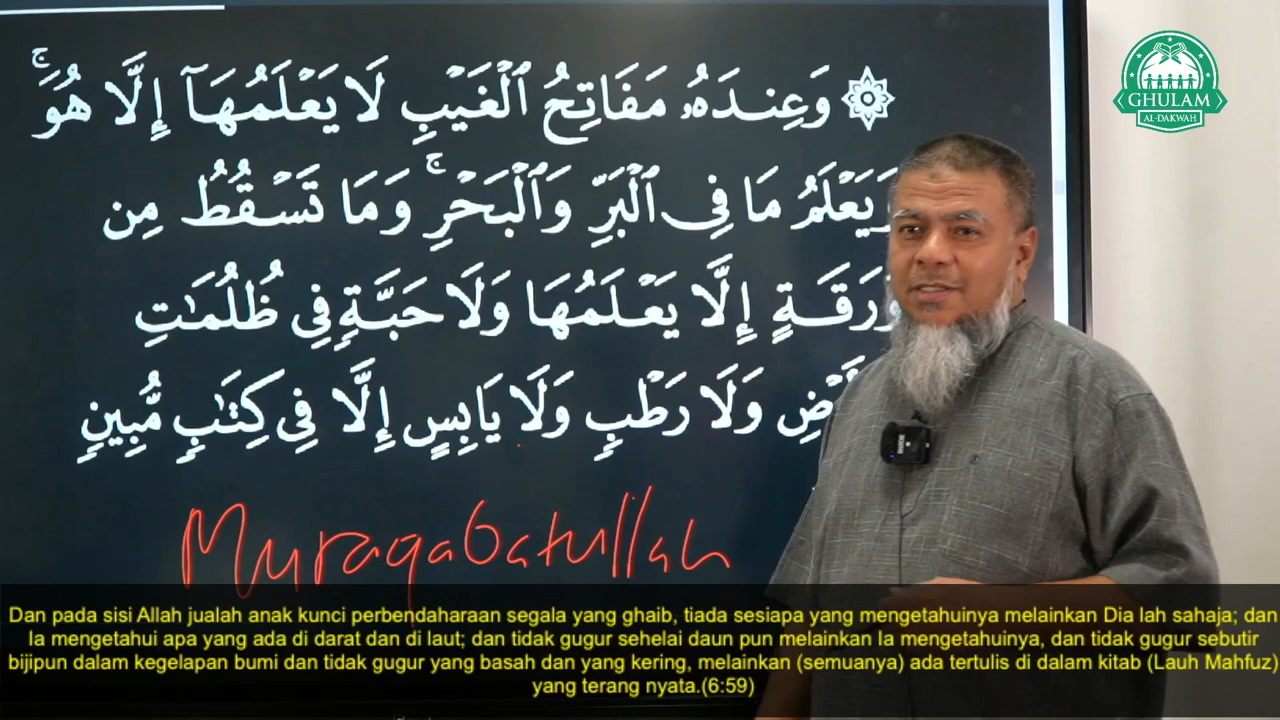 ۞ وَعِندَهُۥ مَفَاتِحُ ٱلْغَيْبِ لَا يَعْلَمُهَآ إِلَّا هُوَ ۚ
وَيَعْلَمُ مَا فِى ٱلْبَرِّ وَٱلْبَحْرِ ۚ وَمَا تَسْقُطُ مِن
وَرَقَةٍ إِلَّا يَعْلَمُهَا وَلَا حَبَّةٍ فِى ظُلُمَٰتِ
وَلَا رَطْبٍ وَلَا يَابِسٍ إِلَّا فِى كِتَٰبٍ مُّبِينٍ
Muraqabatullah
GHULAM
AL-DAKWAH
Dan pada sisi Allah jualah anak kunci perbendaharaan segala yang ghaib, tiada sesiapa yang mengetahuinya melainkan Dia lah sahaja; dan
Ia mengetahui apa yang ada di darat dan di laut; dan tidak gugur sehelai daun pun melainkan Ia mengetahuinya, dan tidak gugur sebutir
bijipun dalam kegelapan bumi dan tidak gugur yang basah dan yang kering, melainkan (semuanya) ada tertulis di dalam kitab (Lauh Mahfuz)
yang terang nyata.(6:59)